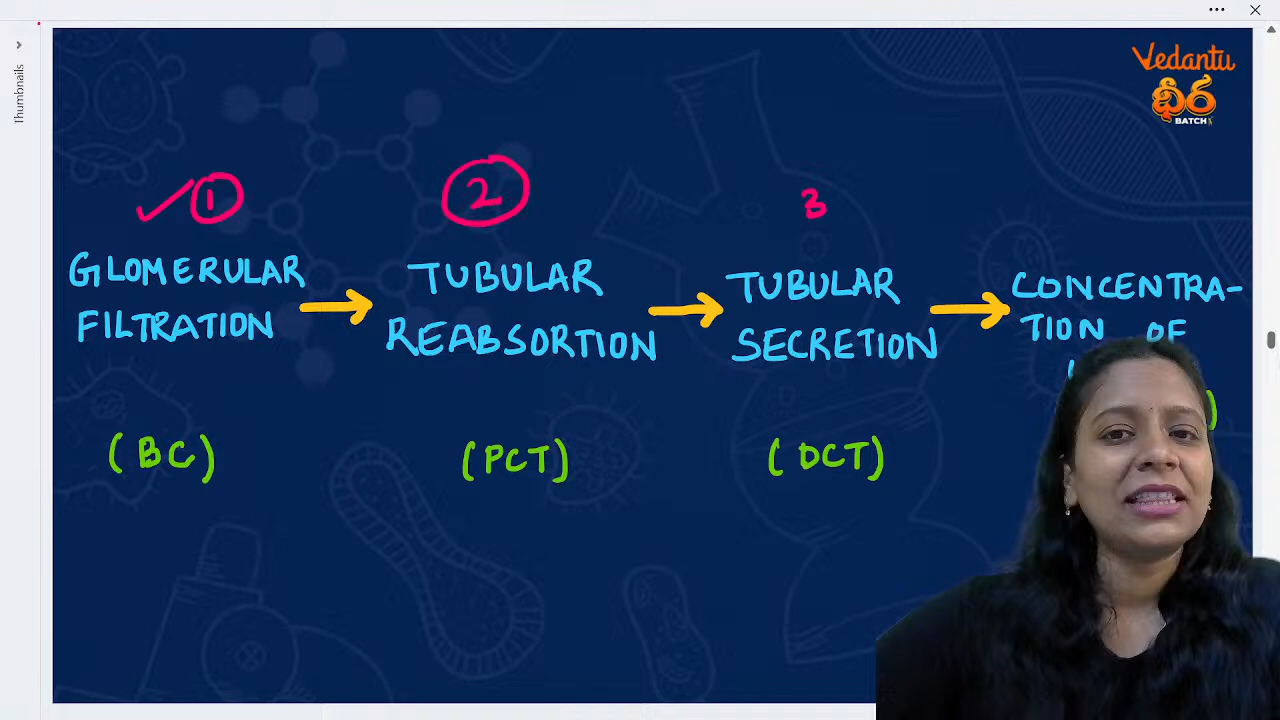 Thumbnails
Vedantu
ధీర
BATCH
1
2
3
GLOMERULAR
FILTRATION
TUBULAR
REABSORTION
TUBULAR
SECRETION
CONCENTRA-
TION OF
(BC)
(PCT)
(DCT)